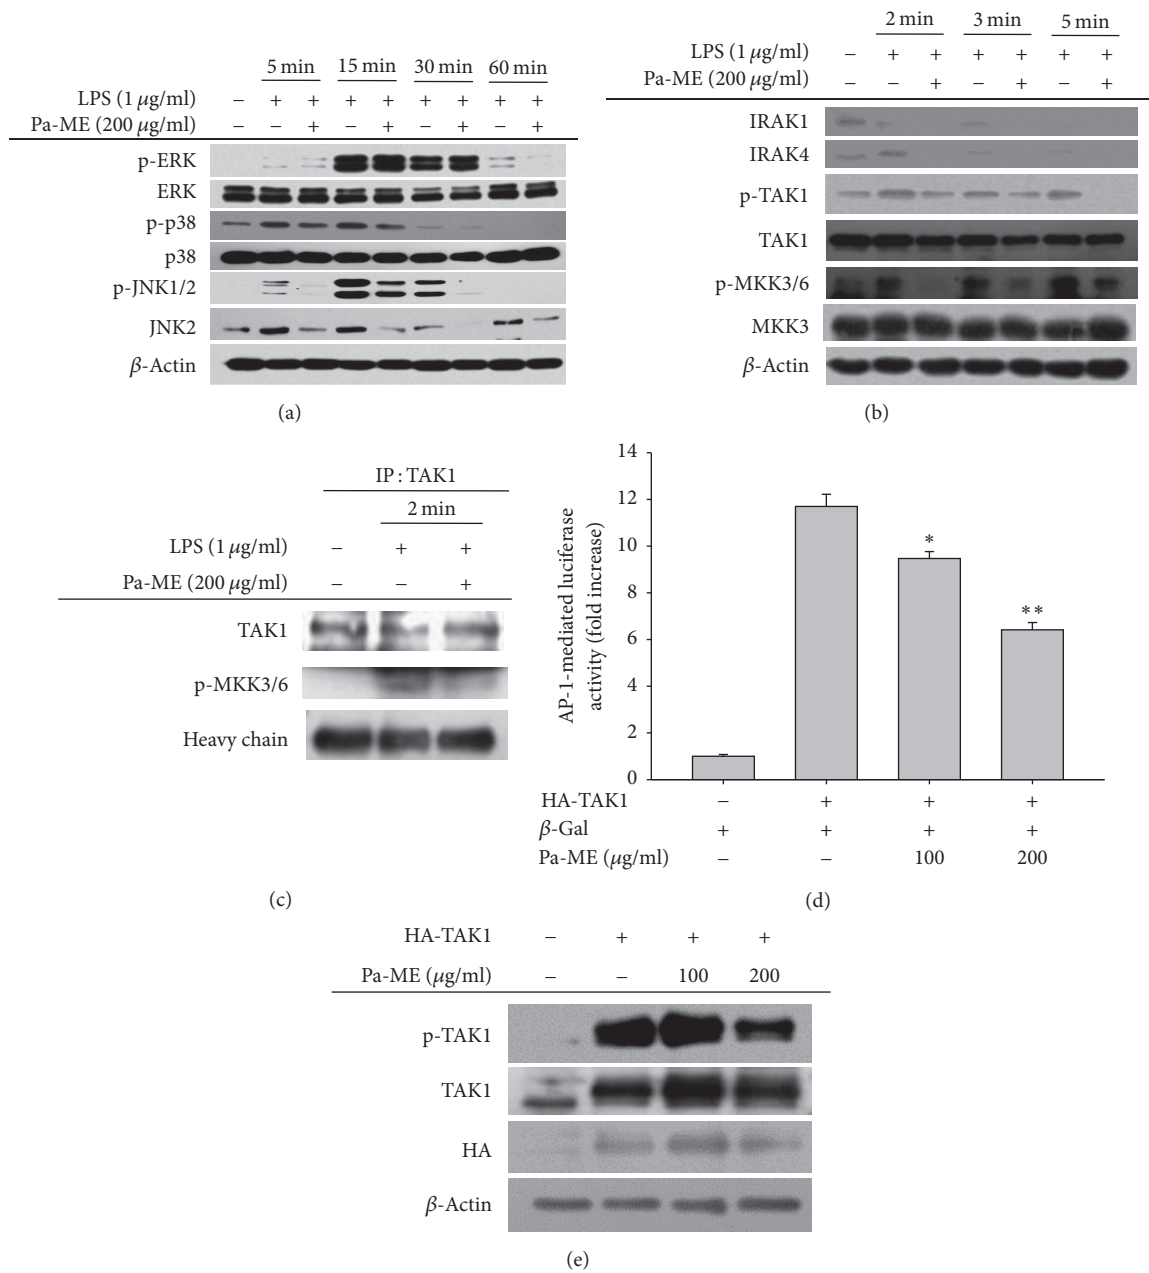 5 min 15 min 30 min 60 min
LPS (1 μg/ml) − + + + + + + + +
Pa-ME (200 μg/ml) − − + − + − + − +
p-ERK
ERK
p-p38
p38
p-JNK1/2
JNK2
β-Actin
(a)
2 min 3 min 5 min
LPS (1 μg/ml) − + + + + + +
Pa-ME (200 μg/ml) − − + − + − +
IRAK1
IRAK4
p-TAK1
TAK1
p-MKK3/6
MKK3
β-Actin
(b)
IP : TAK1
2 min
LPS (1 μg/ml) − + +
Pa-ME (200 μg/ml) − − +
TAK1
p-MKK3/6
Heavy chain
(c)
AP-1-mediated luciferase
activity (fold increase)
14
12
10
8
6
4
2
0
*
**
HA-TAK1 − + + +
β-Gal + + + +
Pa-ME (μg/ml) − − 100 200
(d)
HA-TAK1 − + + +
Pa-ME (μg/ml) − − 100 200
p-TAK1
TAK1
HA
β-Actin
(e)